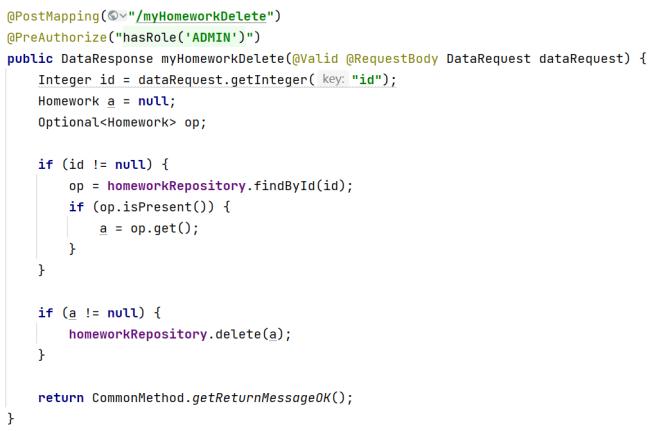 @PostMapping("/myHomeworkDelete")
@PreAuthorize("hasRole('ADMIN')")
public DataResponse myHomeworkDelete(@Valid @RequestBody DataRequest dataRequest) {
    Integer id = dataRequest.getInteger( key: "id");
    Homework a = null;
    Optional<Homework> op;
    if (id != null) {
        op = homeworkRepository.findById(id);
        if (op.isPresent()) {
            a = op.get();
        }
    }
    if (a != null) {
        homeworkRepository.delete(a);
    }
    return CommonMethod.getReturnMessageOK();
}